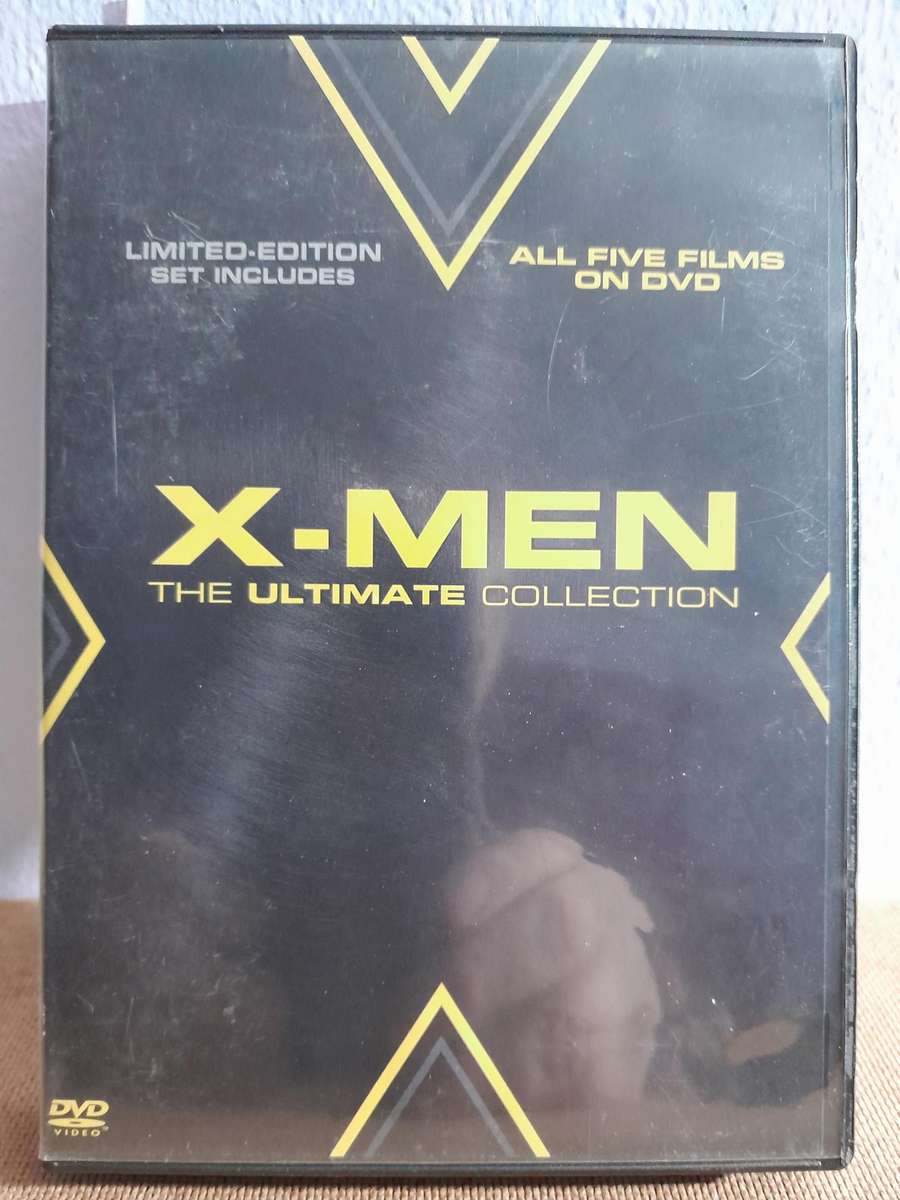 LIMITED-EDITION
SET INCLUDES
ALL FIVE FILMS
ON DVD
X-MEN
THE ULTIMATE COLLECTION
DVD
VIDEO